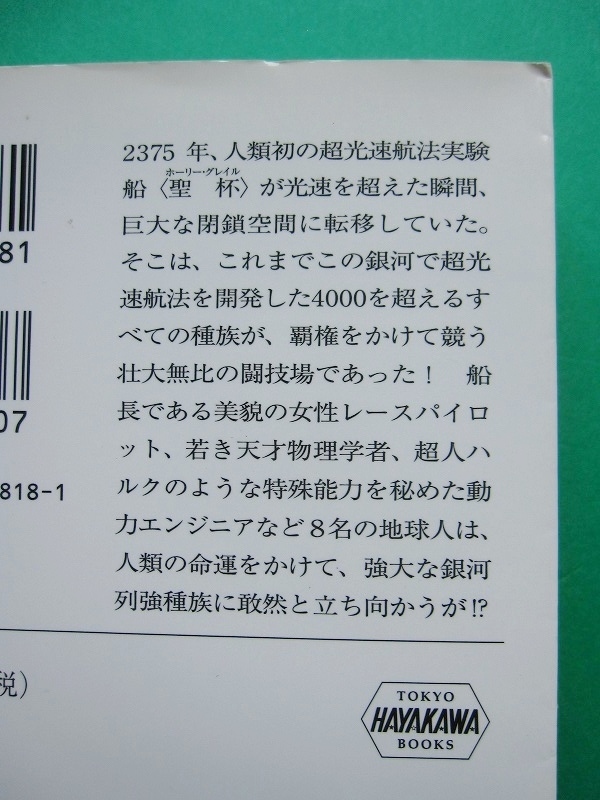 2375年、人類初の超光速航法実験
ホーリー・グレイル
船〈聖杯〉が光速を超えた瞬間、
巨大な閉鎖空間に転移していた。
そこは、これまでこの銀河で超光
速航法を開発した4000を超えるす
べての種族が、覇権をかけて競う
壮大無比の闘技場であった！ 船
長である美貌の女性レースパイロ
ット、若き天才物理学者、超人ハ
ルクのような特殊能力を秘めた動
力エンジニアなど８名の地球人は、
人類の命運をかけて、強大な銀河
列強種族に敢然と立ち向かうが!?
81
07
818-1
税)
TOKYO
HAYAKAWA
BOOKS